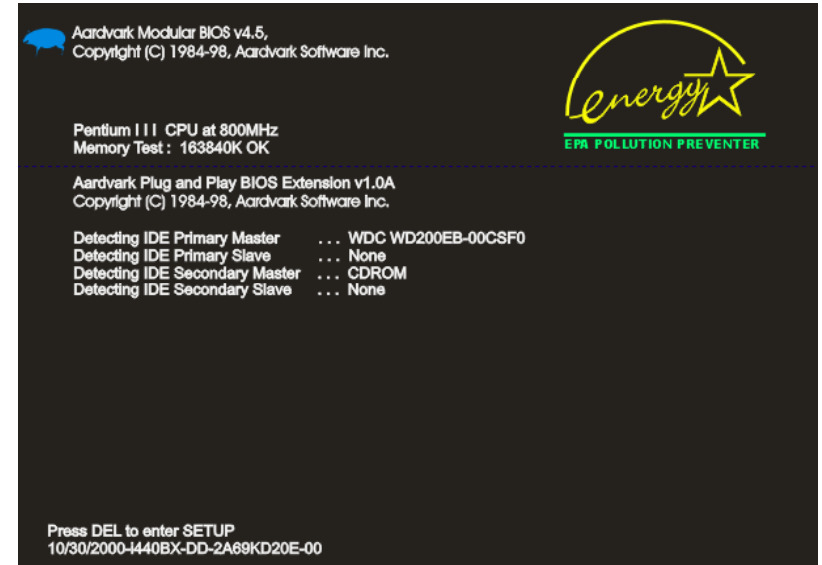 Aardvark Modular BIOS v4.5,
Copyright (C) 1984-98, Aardvark Software Inc.
energy
EPA POLLUTION PREVENTER
Pentium III CPU at 800MHz
Memory Test : 163840K OK
Aardvark Plug and Play BIOS Extension v1.0A
Copyright (C) 1984-98, Aardvark Software Inc.
Detecting IDE Primary Master ... WDC WD200EB-00CSF0
Detecting IDE Primary Slave ... None
Detecting IDE Secondary Master ... CDROM
Detecting IDE Secondary Slave ... None
Press DEL to enter SETUP
10/30/2000-I440BX-DD-2A69KD20E-00